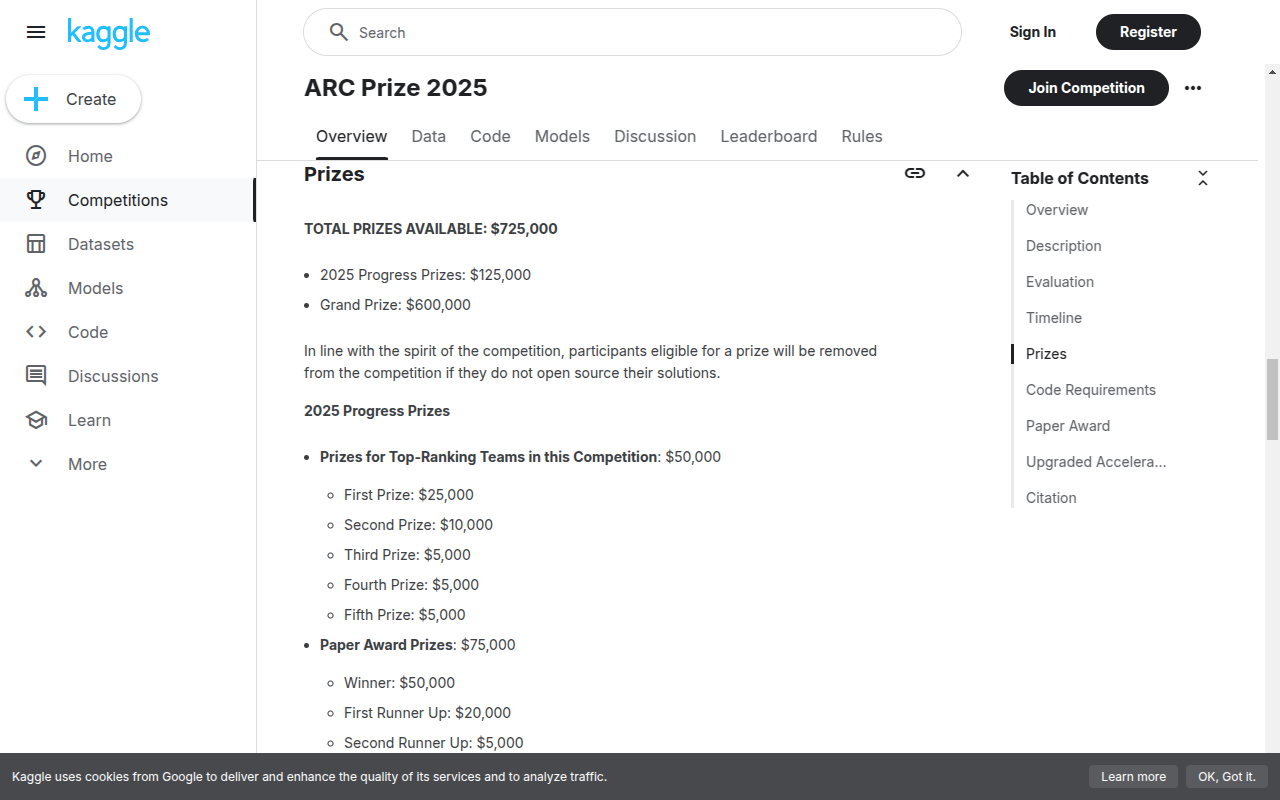 kaggle
Search
Sign In
Register
Create
Home
Competitions
Datasets
Models
Code
Discussions
Learn
More
ARC Prize 2025
Join Competition
Overview
Data
Code
Models
Discussion
Leaderboard
Rules
Prizes
TOTAL PRIZES AVAILABLE: $725,000
2025 Progress Prizes: $125,000
Grand Prize: $600,000
In line with the spirit of the competition, participants eligible for a prize will be removed
from the competition if they do not open source their solutions.
2025 Progress Prizes
Prizes for Top-Ranking Teams in this Competition: $50,000
First Prize: $25,000
Second Prize: $10,000
Third Prize: $5,000
Fourth Prize: $5,000
Fifth Prize: $5,000
Paper Award Prizes: $75,000
Winner: $50,000
First Runner Up: $20,000
Second Runner Up: $5,000
Table of Contents
Overview
Description
Evaluation
Timeline
Prizes
Code Requirements
Paper Award
Upgraded Accelera...
Citation
Kaggle uses cookies from Google to deliver and enhance the quality of its services and to analyze traffic.
Learn more
OK, Got it.